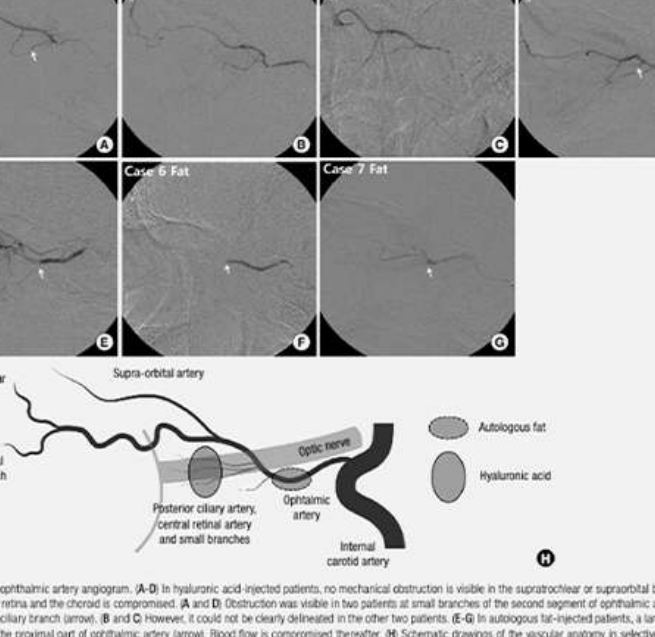 A
B
C
Case 6 Fat
Case 7 Fat
E
F
G
Supra-orbital artery
Optic nerve
Autologous fat
Hyaluronic acid
Posterior ciliary artery,
central retinal artery
and small branches
Ophtalmic
artery
Internal
carotid artery
H
ophthalmic artery angiogram. (A-D) In hyaluronic acid-injected patients, no mechanical obstruction is visible in the supratrochlear or supraorbital
retina and the choroid is compromised. (A and D) Obstruction was visible in two patients at small branches of the second segment of ophthalmic
ciliary branch (arrow). (B and C) However, it could not be clearly delineated in the other two patients. (E-G) In autologous fat-injected patients, a
the proximal part of ophthalmic artery (arrow). Blood flow is compromised thereafter. (H) Schematic drawings of the vascular anatomy in